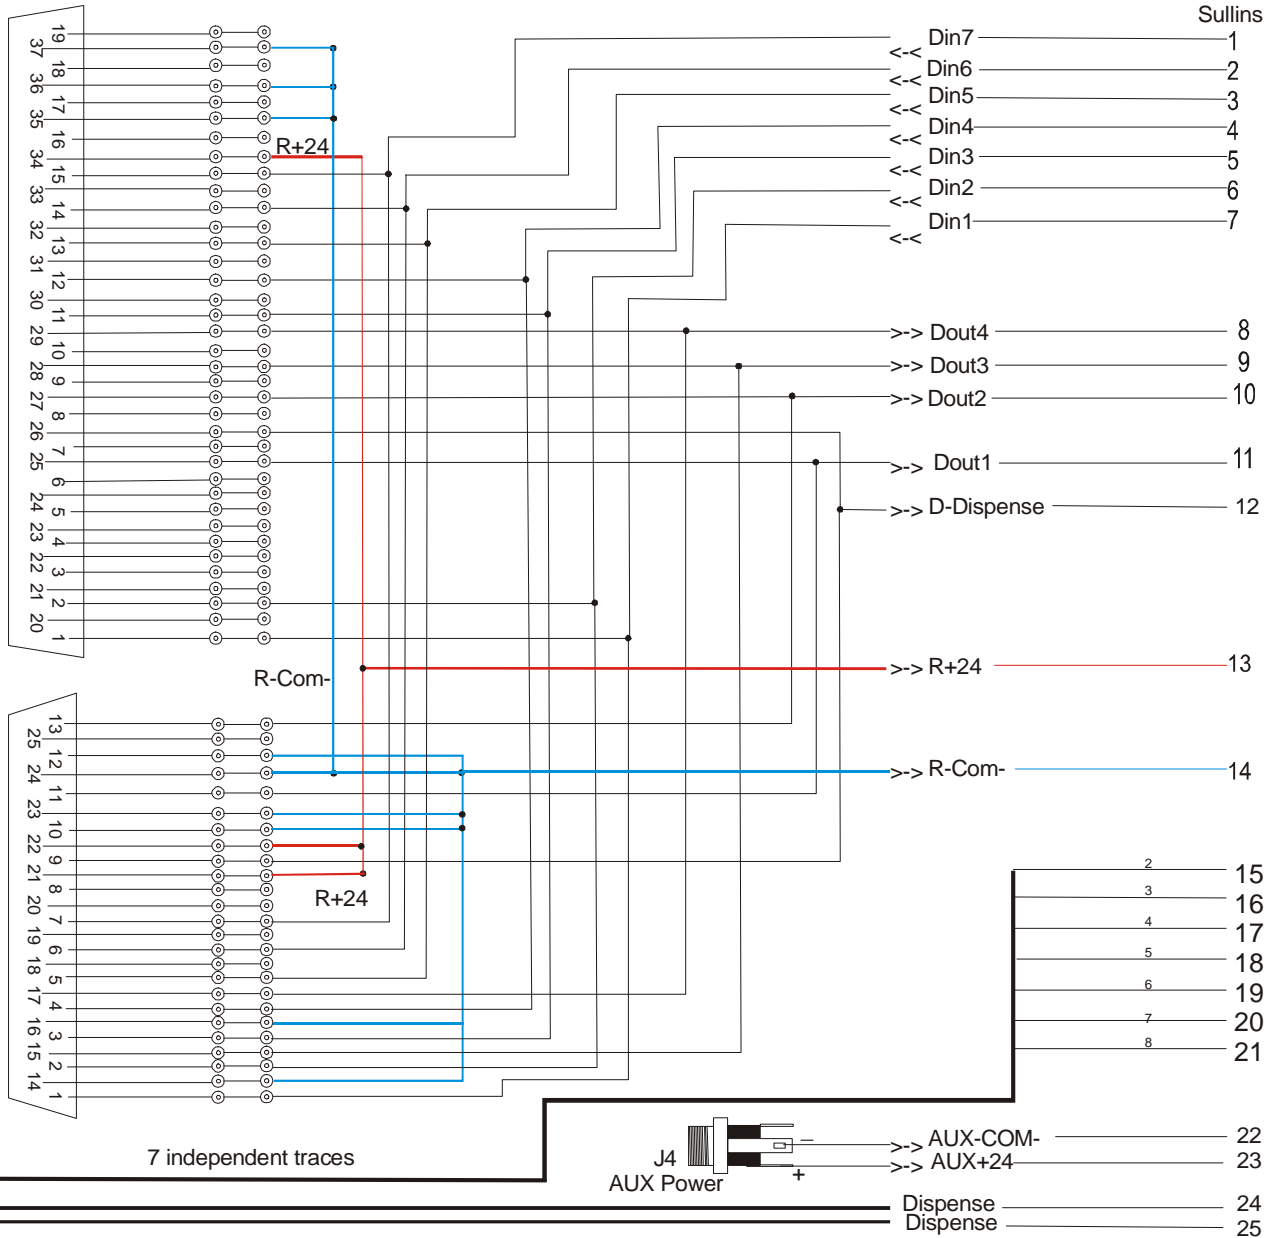 Sullins
19
37
18
36
17
35
16
34
15
33
14
32
13
31
12
30
11
29
10
28
9
27
8
26
7
25
6
24
5
23
4
22
3
21
2
20
1
R+24
<-< Din7 1
<-< Din6 2
<-< Din5 3
<-< Din4 4
<-< Din3 5
<-< Din2 6
<-< Din1 7
>-> Dout4 8
>-> Dout3 9
>-> Dout2 10
>-> Dout1 11
>-> D-Dispense 12
>-> R+24 13
R-Com-
>-> R-Com- 14
13
25
12
24
11
23
10
22
9
21
8
20
7
19
6
18
5
17
4
16
3
15
2
14
1
R+24
2 15
3 16
4 17
5 18
6 19
7 20
8 21
7 independent traces
J4
AUX Power
–
+
>-> AUX-COM- 22
>-> AUX+24 23
Dispense 24
Dispense 25